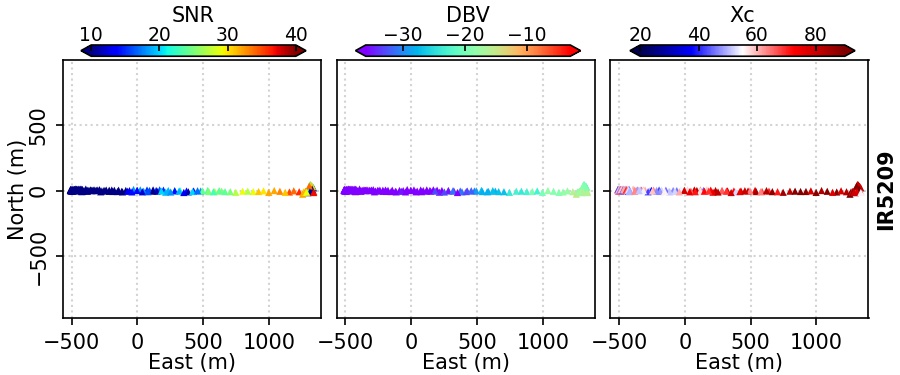 SNR DBV Xc
10 20 30 40 −30 −20 −10 20 40 60 80
500
0
−500
North (m)
−500 0 500 1000 −500 0 500 1000 −500 0 500 1000
East (m) East (m) East (m)
IR5209